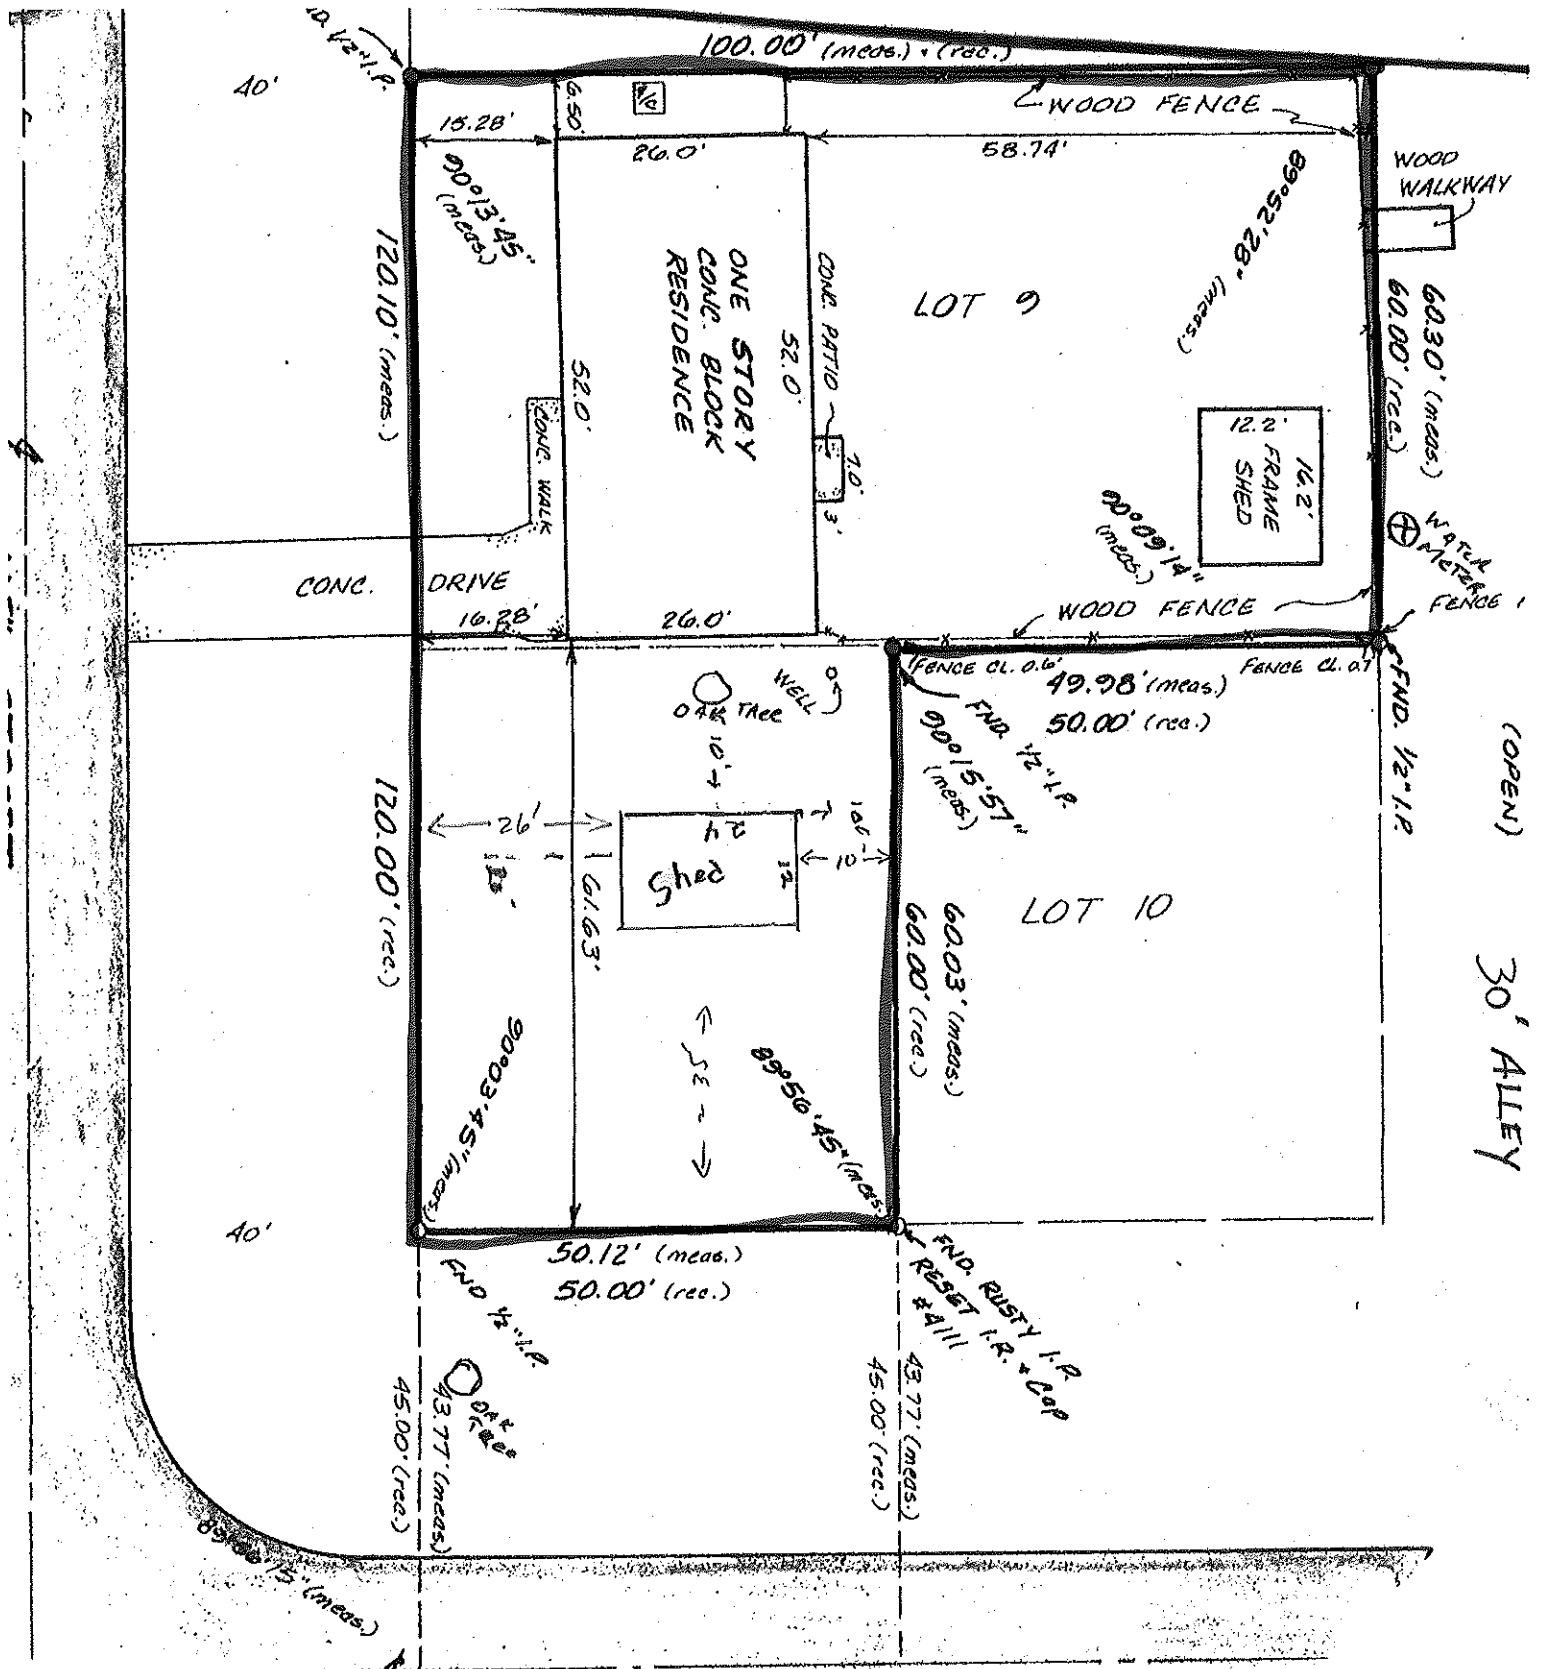 1/2" I.P.
100.00' (meas.) & (rec.)
40'
A/C
6.50'
WOOD FENCE
15.28'
26.0'
58.74'
WOOD
WALKWAY
90°13'45"
(meas.)
89°52'28" (meas.)
120.10' (meas.)
ONE STORY
CONC. BLOCK
RESIDENCE
CONC. PATIO
LOT 9
60.30' (meas.)
60.00' (rec.)
52.0'
52.0'
CONC. WALK
7.0'
3'
12.2'
16.2'
FRAME
SHED
90°09'14"
(meas.)
WATER
METER
CONC. DRIVE
16.28'
26.0'
WOOD FENCE
FENCE
FENCE CL. 0.6'
FENCE CL. 0.7
49.98' (meas.)
50.00' (rec.)
FND. 1/2" I.P.
OAK TREE
WELL
FND. 1/2" I.P.
90°15'57"
(meas.)
(OPEN)
10'
120.00' (rec.)
26'
24
10'
Shed
12
61.63'
LOT 10
60.03' (meas.)
60.00' (rec.)
30' ALLEY
90°03'45" (meas.)
89°56'45" (meas.
40'
50.12' (meas.)
50.00' (rec.)
FND 1/2" I.P.
FND. RUSTY I.P.
RESET I.R. & CAP
#4111
OAK
TREE
43.77' (meas.)
45.00' (rec.)
43.77' (meas.)
45.00' (rec.)
15" (meas.)